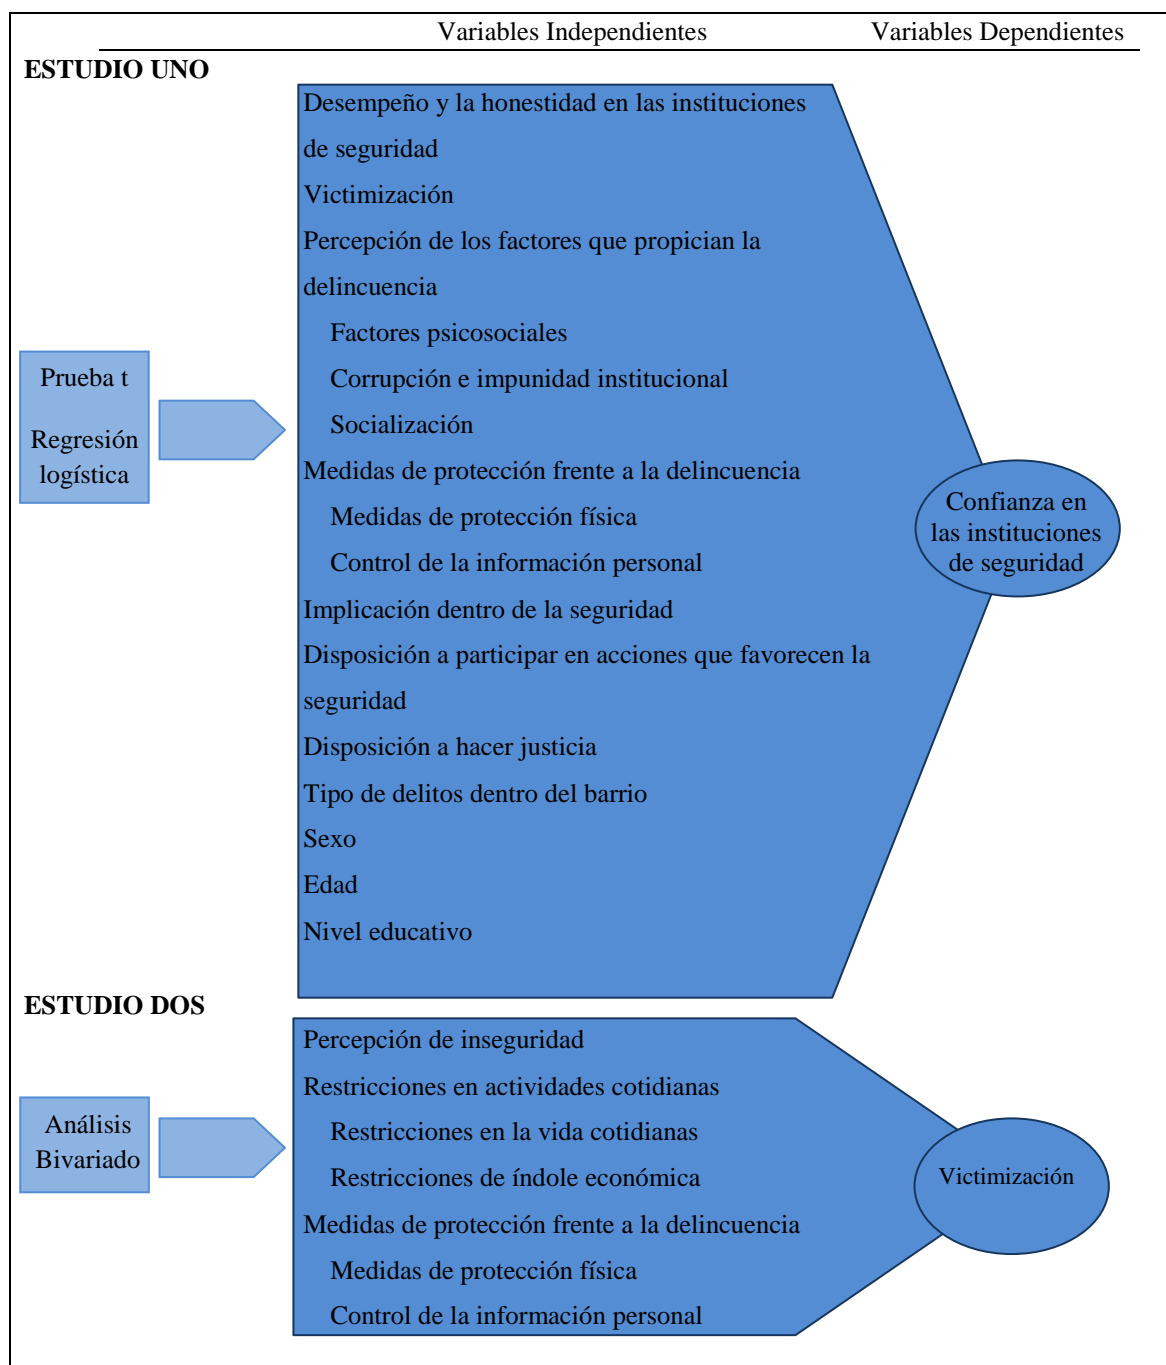 Variables Independientes Variables Dependientes
ESTUDIO UNO
Desempeño y la honestidad en las instituciones
de seguridad
Victimización
Percepción de los factores que propician la
delincuencia
Factores psicosociales
Corrupción e impunidad institucional
Socialización
Medidas de protección frente a la delincuencia
Medidas de protección física
Control de la información personal
Implicación dentro de la seguridad
Disposición a participar en acciones que favorecen la
seguridad
Disposición a hacer justicia
Tipo de delitos dentro del barrio
Sexo
Edad
Nivel educativo
Prueba t
Regresión
logística
Confianza en
las instituciones
de seguridad
ESTUDIO DOS
Percepción de inseguridad
Restricciones en actividades cotidianas
Restricciones en la vida cotidianas
Restricciones de índole económica
Medidas de protección frente a la delincuencia
Medidas de protección física
Control de la información personal
Análisis
Bivariado
Victimización